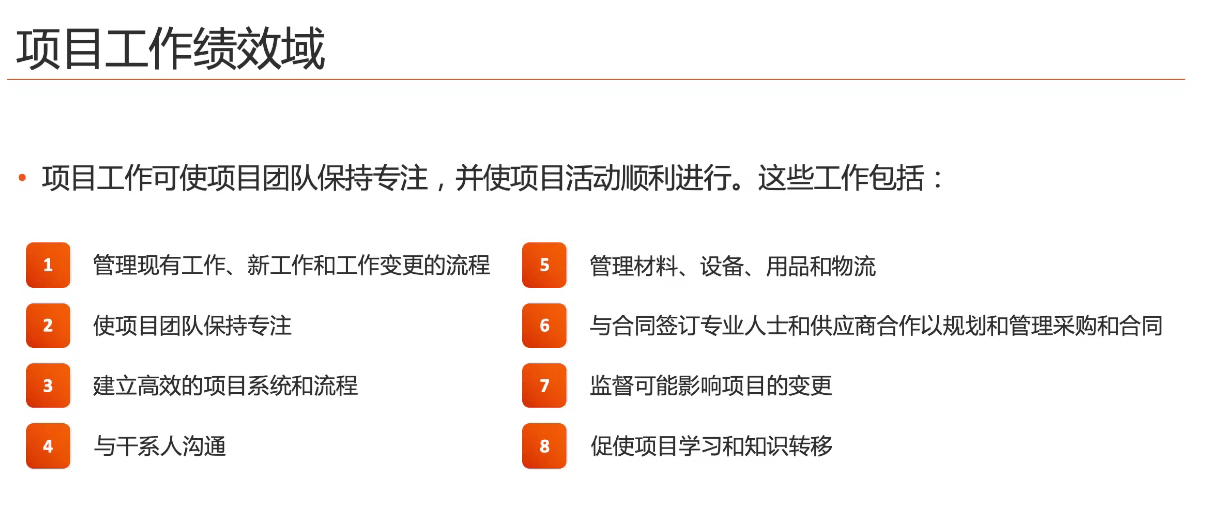 项目工作绩效域
• 项目工作可使项目团队保持专注，并使项目活动顺利进行。这些工作包括：
1 管理现有工作、新工作和工作变更的流程
2 使项目团队保持专注
3 建立高效的项目系统和流程
4 与干系人沟通
5 管理材料、设备、用品和物流
6 与合同签订专业人士和供应商合作以规划和管理采购和合同
7 监督可能影响项目的变更
8 促使项目学习和知识转移